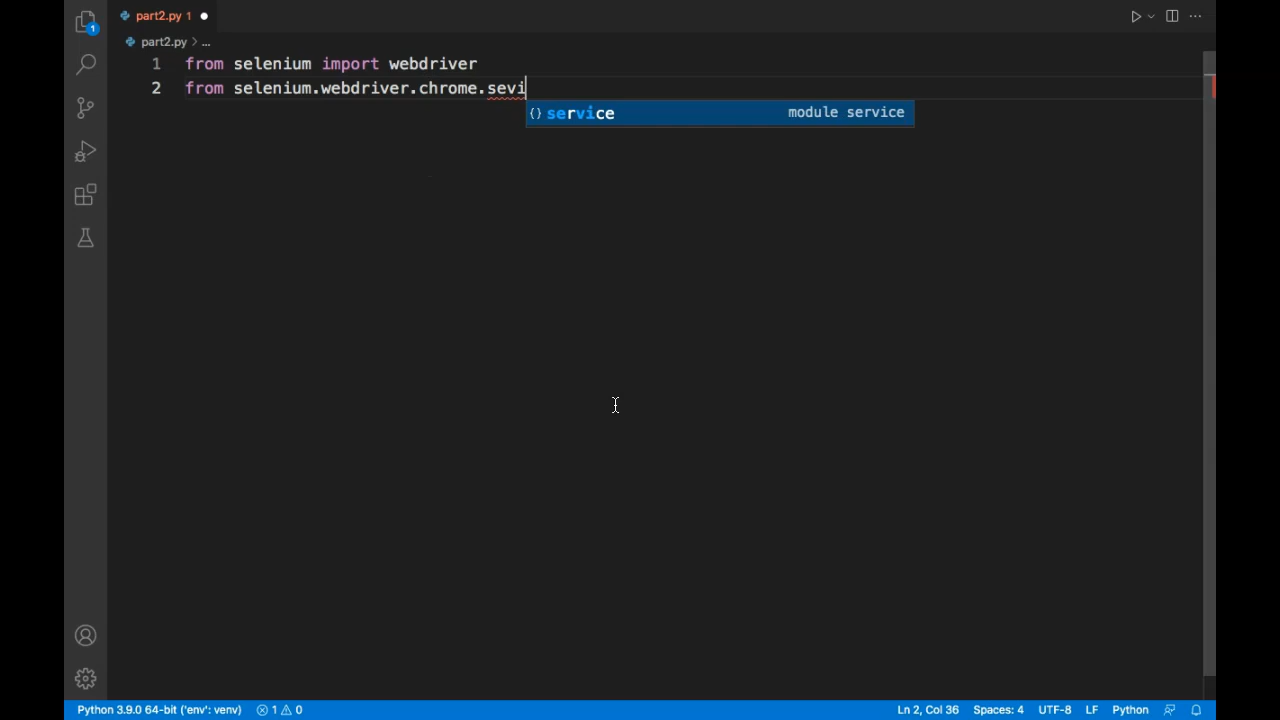 part2.py 1
1
part2.py > ...
1 from selenium import webdriver
2 from selenium.webdriver.chrome.sevi
{} service module service
Python 3.9.0 64-bit ('env': venv) 1 0 Ln 2, Col 36 Spaces: 4 UTF-8 LF Python